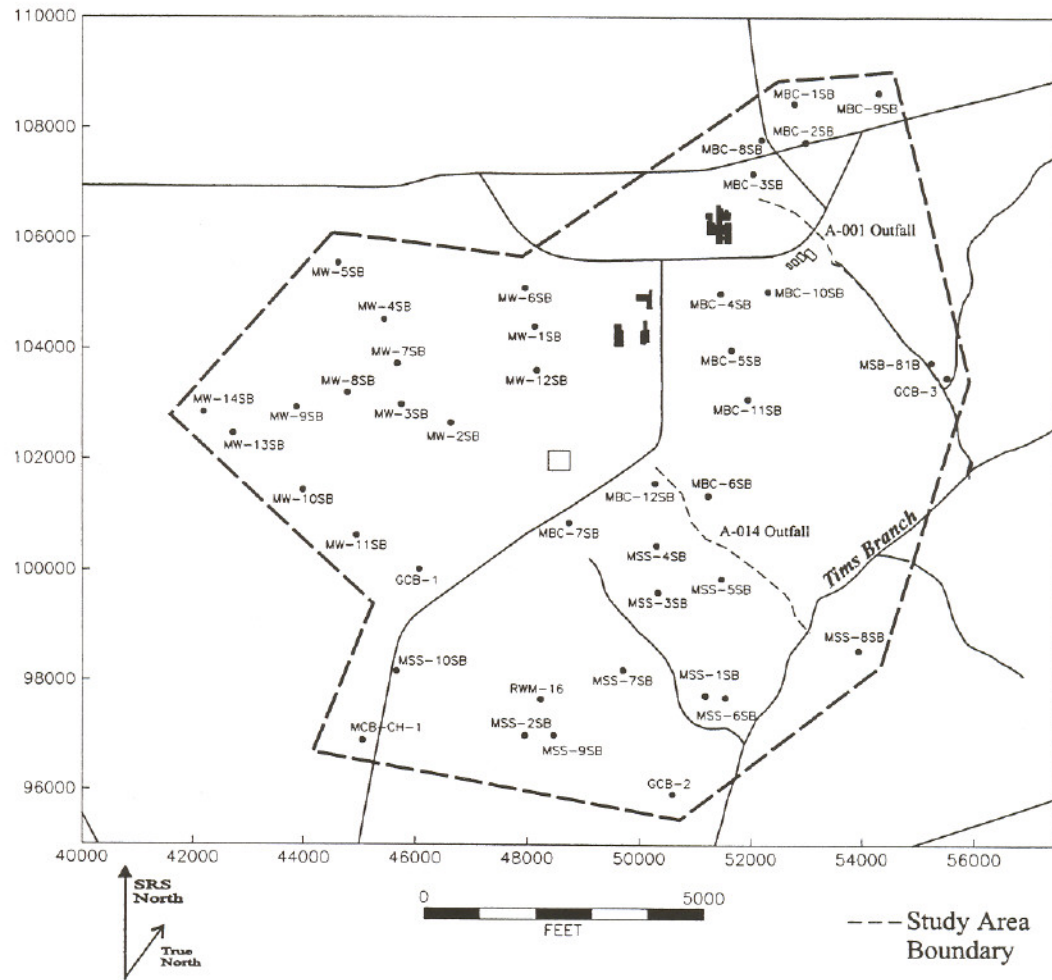 110000
MBC-1SB
MBC-9SB
108000
MBC-2SB
MBC-8SB
MBC-3SB
106000
A-001 Outfall
MW-5SB
MW-6SB
MBC-4SB
MBC-10SB
MW-4SB
MW-1SB
104000
MW-7SB
MBC-5SB
MSB-81B
MW-8SB
MW-12SB
GCB-3
MW-14SB
MW-9SB
MW-3SB
MBC-11SB
MW-13SB
MW-2SB
102000
MBC-12SB
MBC-6SB
MW-10SB
MBC-7SB
A-014 Outfall
Tims Branch
MW-11SB
MSS-4SB
100000
GCB-1
MSS-5SB
MSS-3SB
MSS-8SB
MSS-10SB
98000
MSS-7SB
MSS-1SB
RWM-16
MSS-6SB
MCB-CH-1
MSS-2SB
MSS-9SB
96000
GCB-2
40000
42000
44000
46000
48000
50000
52000
54000
56000
SRS
North
True
North
0
5000
FEET
Study Area
Boundary